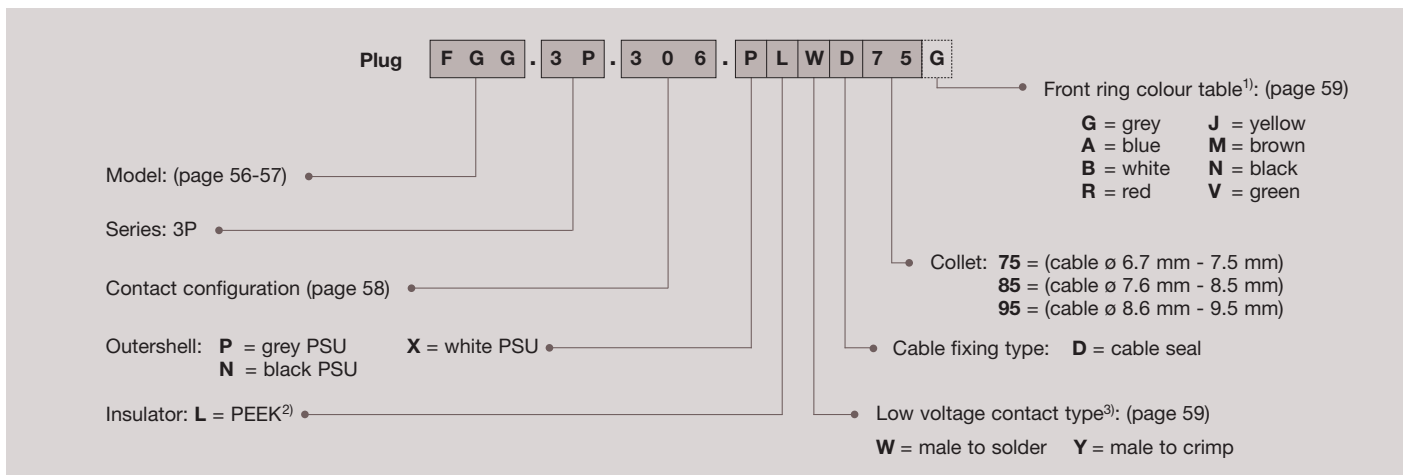 Plug F G G . 3 P . 3 0 6 . P L W D 7 5 G
Front ring colour table1): (page 59)
G = grey J = yellow
A = blue M = brown
B = white N = black
R = red V = green
Model: (page 56-57)
Series: 3P
Collet: 75 = (cable ø 6.7 mm - 7.5 mm)
85 = (cable ø 7.6 mm - 8.5 mm)
95 = (cable ø 8.6 mm - 9.5 mm)
Contact configuration (page 58)
Outershell: P = grey PSU X = white PSU
N = black PSU
Cable fixing type: D = cable seal
Insulator: L = PEEK2)
Low voltage contact type3): (page 59)
W = male to solder Y = male to crimp